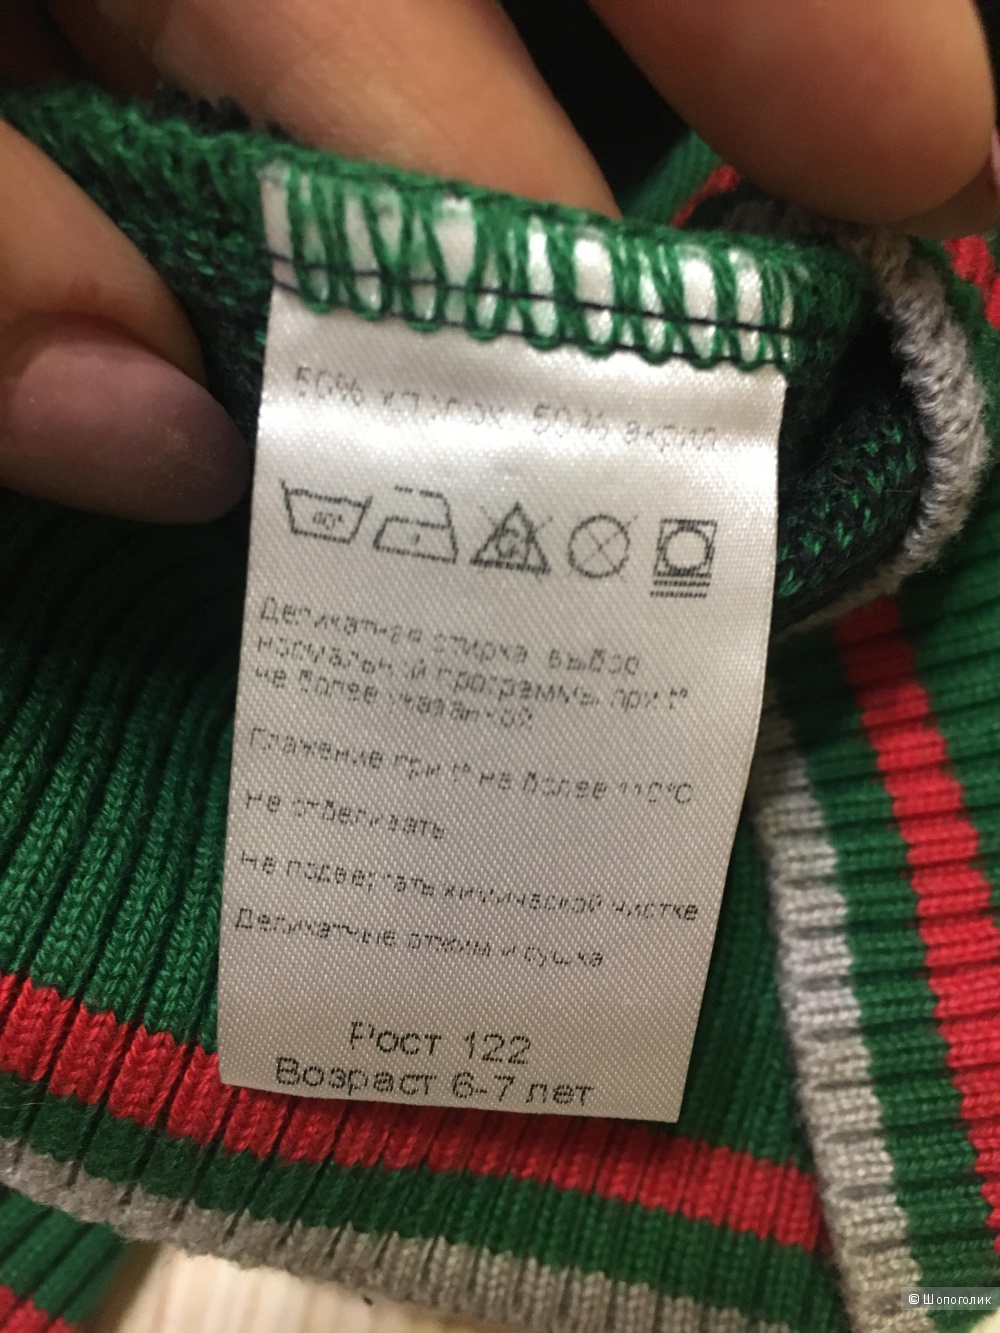 50% хлопок 50% акрил
40°
Деликатная стирка выбор
нормальной программы при t°
не более указанной
Глажение при t° не более 110°C
Не отбеливать
Не подвергать химической чистке
Деликатные отжим и сушка
Рост 122
Возраст 6-7 лет
© Шопоголик